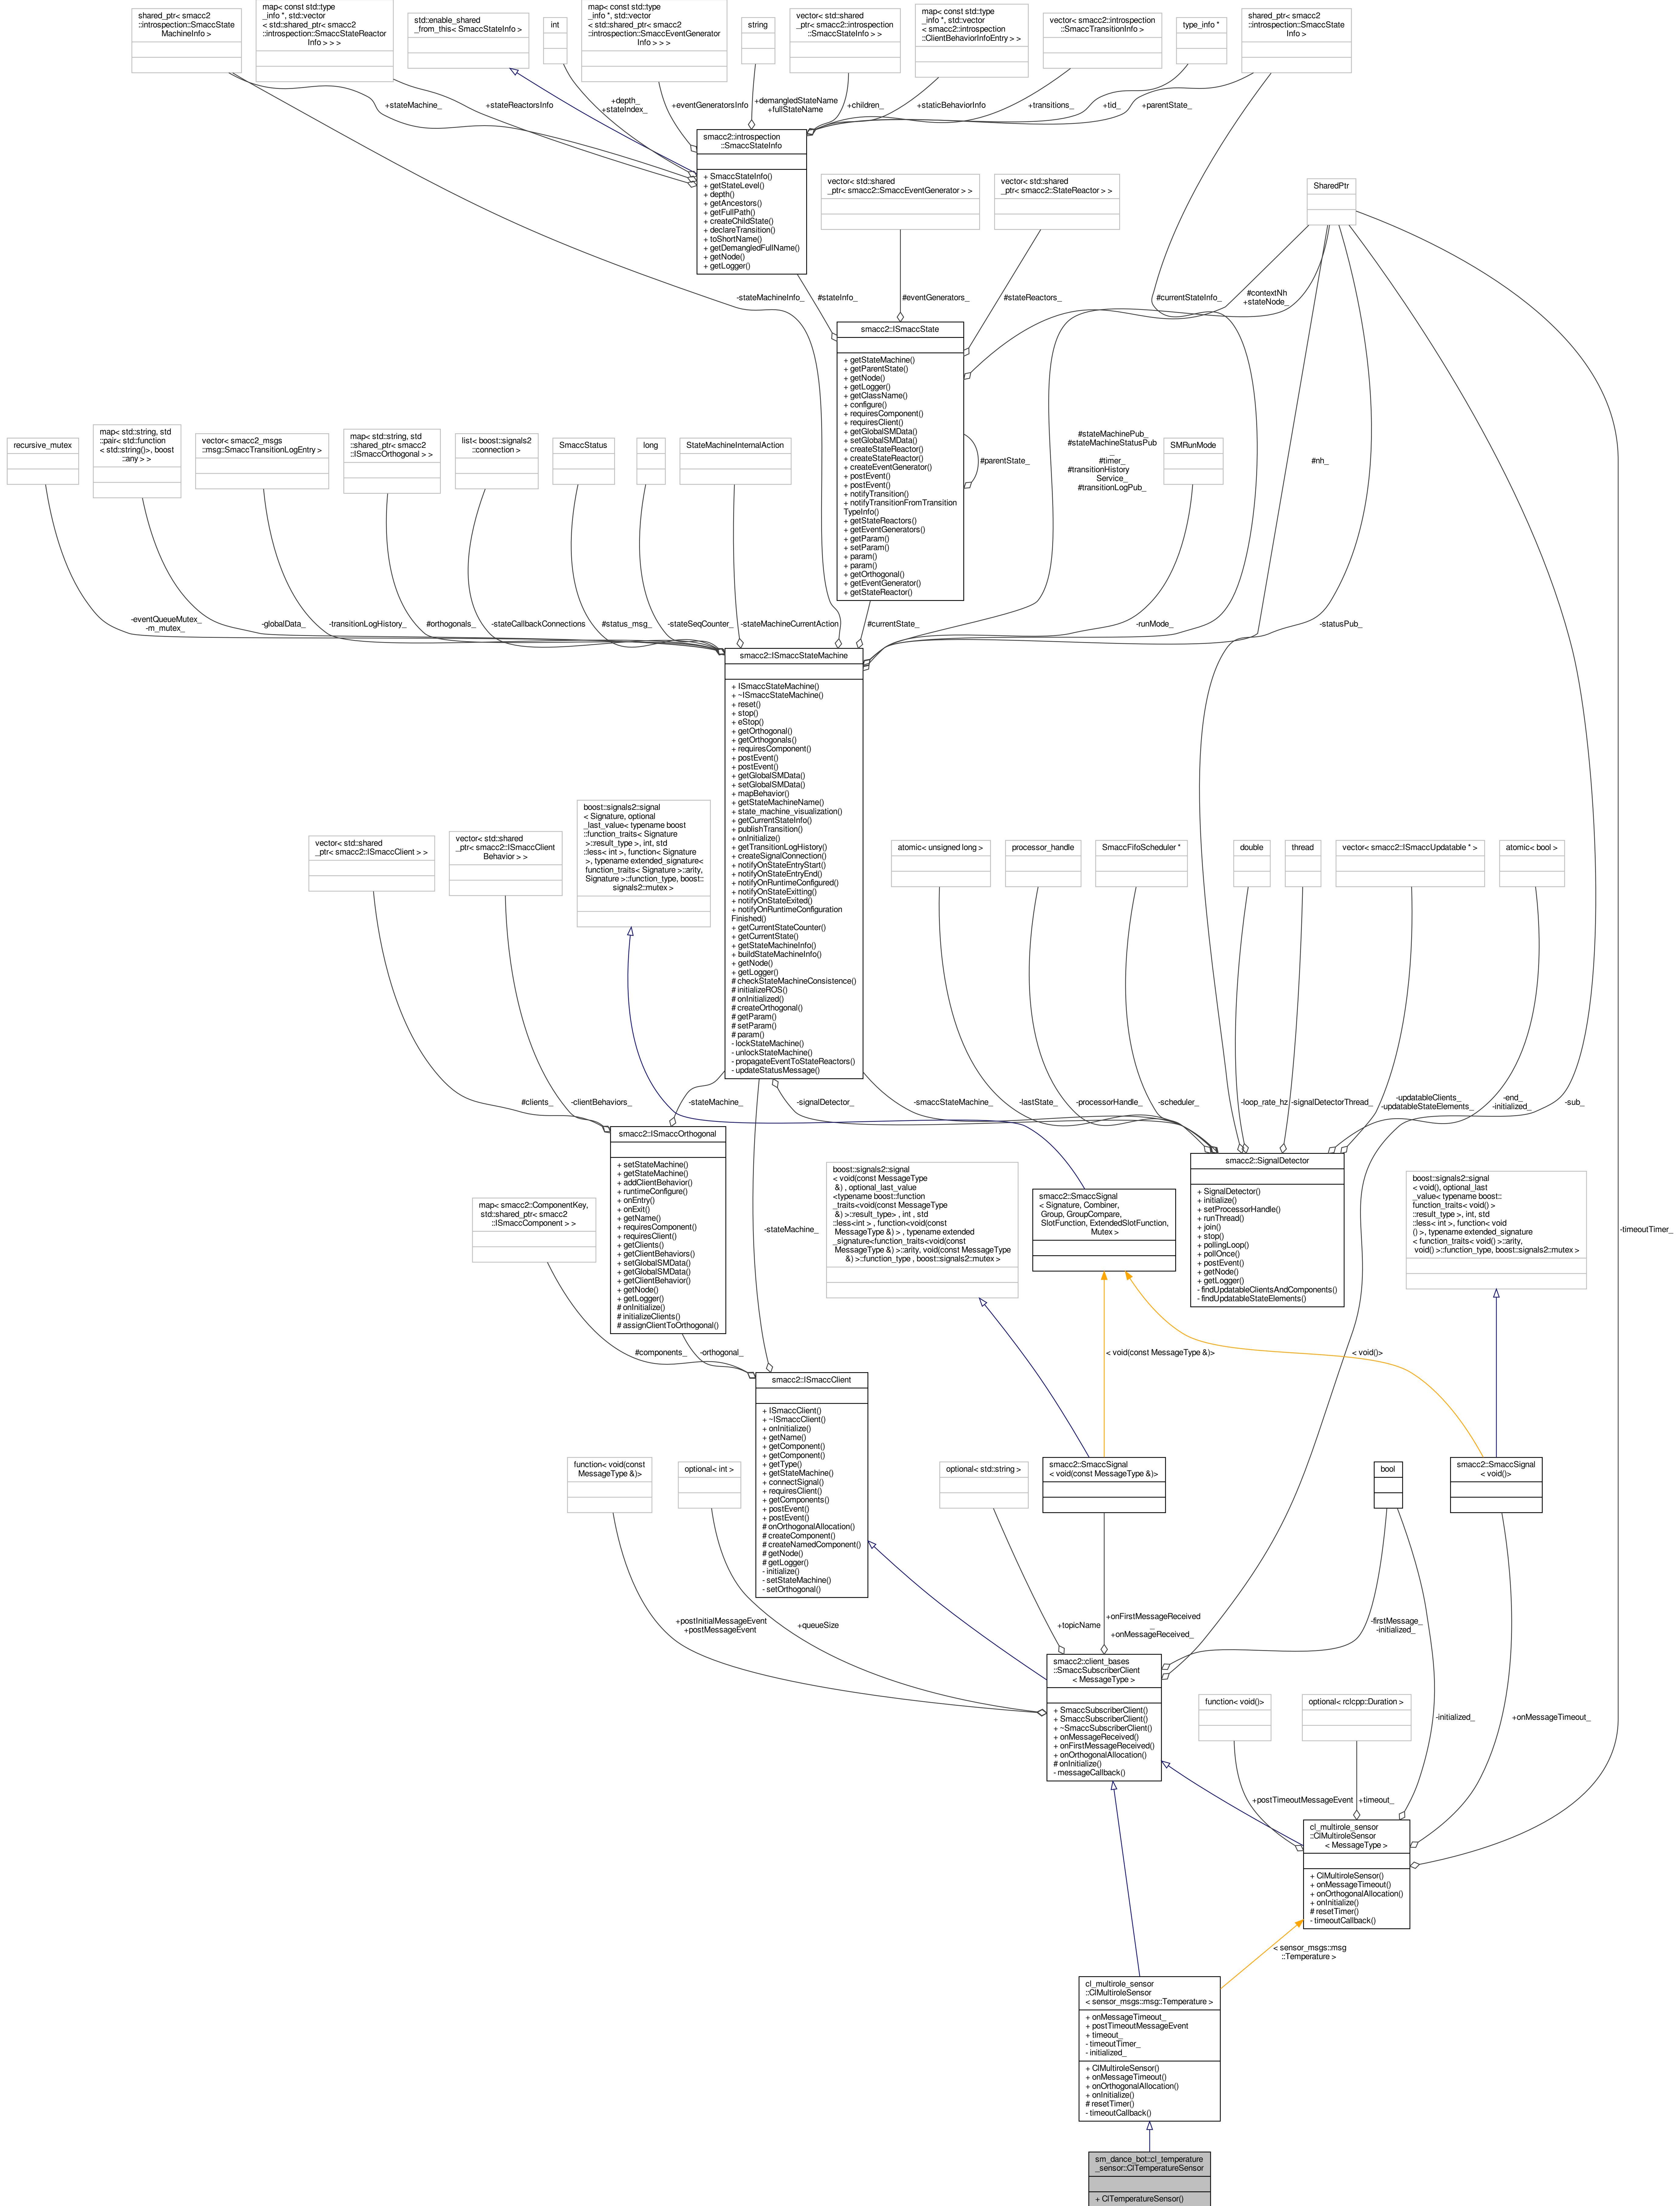 shared_ptr< smacc2
::introspection::SmaccState
MachineInfo >
map< const std::type
_info *, std::vector
< std::shared_ptr< smacc2
::introspection::SmaccStateReactor
Info > > >
std::enable_shared
_from_this< SmaccStateInfo >
int
map< const std::type
_info *, std::vector
< std::shared_ptr< smacc2
::introspection::SmaccEventGenerator
Info > > >
string
vector< std::shared
_ptr< smacc2::introspection
::SmaccStateInfo > >
map< const std::type
_info *, std::vector
< smacc2::introspection
::ClientBehaviorInfoEntry > >
vector< smacc2::introspection
::SmaccTransitionInfo >
type_info *
shared_ptr< smacc2
::introspection::SmaccState
Info >
+stateMachine_
+stateReactorsInfo
+depth_
+stateIndex_
+eventGeneratorsInfo
+demangledStateName
+fullStateName
+children_
+staticBehaviorInfo
+transitions_
+tid_
+parentState_
smacc2::introspection
::SmaccStateInfo
+ SmaccStateInfo()
+ getStateLevel()
+ depth()
+ getAncestors()
+ getFullPath()
+ createChildState()
+ declareTransition()
+ toShortName()
+ getDemangledFullName()
+ getNode()
+ getLogger()
vector< std::shared
_ptr< smacc2::SmaccEventGenerator > >
vector< std::shared
_ptr< smacc2::StateReactor > >
SharedPtr
-stateMachineInfo_
#stateInfo_
#eventGenerators_
#stateReactors_
#currentStateInfo_
#contextNh
+stateNode_
smacc2::ISmaccState
+ getStateMachine()
+ getParentState()
+ getNode()
+ getLogger()
+ getClassName()
+ configure()
+ requiresComponent()
+ requiresClient()
+ getGlobalSMData()
+ setGlobalSMData()
+ createStateReactor()
+ createStateReactor()
+ createEventGenerator()
+ postEvent()
+ postEvent()
+ notifyTransition()
+ notifyTransitionFromTransition
TypeInfo()
+ getStateReactors()
+ getEventGenerators()
+ getParam()
+ setParam()
+ param()
+ param()
+ getOrthogonal()
+ getEventGenerator()
+ getStateReactor()
#parentState_
recursive_mutex
map< std::string, std
::pair< std::function
< std::string()>, boost
::any > >
vector< smacc2_msgs
::msg::SmaccTransitionLogEntry >
map< std::string, std
::shared_ptr< smacc2
::ISmaccOrthogonal > >
list< boost::signals2
::connection >
SmaccStatus
long
StateMachineInternalAction
#stateMachinePub_
#stateMachineStatusPub
_
#timer_
#transitionHistory
Service_
#transitionLogPub_
SMRunMode
#nh_
-eventQueueMutex_
-m_mutex_
-globalData_
-transitionLogHistory_
#orthogonals_
-stateCallbackConnections
#status_msg_
-stateSeqCounter_
-stateMachineCurrentAction
#currentState_
-runMode_
-statusPub_
smacc2::ISmaccStateMachine
+ ISmaccStateMachine()
+ ~ISmaccStateMachine()
+ reset()
+ stop()
+ eStop()
+ getOrthogonal()
+ getOrthogonals()
+ requiresComponent()
+ postEvent()
+ postEvent()
+ getGlobalSMData()
+ setGlobalSMData()
+ mapBehavior()
+ getStateMachineName()
+ state_machine_visualization()
+ getCurrentStateInfo()
+ publishTransition()
+ onInitialize()
+ getTransitionLogHistory()
+ createSignalConnection()
+ notifyOnStateEntryStart()
+ notifyOnStateEntryEnd()
+ notifyOnRuntimeConfigured()
+ notifyOnStateExitting()
+ notifyOnStateExited()
+ notifyOnRuntimeConfiguration
Finished()
+ getCurrentStateCounter()
+ getCurrentState()
+ getStateMachineInfo()
+ buildStateMachineInfo()
+ getNode()
+ getLogger()
# checkStateMachineConsistence()
# initializeROS()
# onInitialized()
# createOrthogonal()
# getParam()
# setParam()
# param()
- lockStateMachine()
- unlockStateMachine()
- propagateEventToStateReactors()
- updateStatusMessage()
vector< std::shared
_ptr< smacc2::ISmaccClient > >
vector< std::shared
_ptr< smacc2::ISmaccClient
Behavior > >
boost::signals2::signal
< Signature, optional
_last_value< typename boost
::function_traits< Signature
>::result_type >, int, std
::less< int >, function< Signature
>, typename extended_signature<
function_traits< Signature >::arity,
Signature >::function_type, boost::
signals2::mutex >
atomic< unsigned long >
processor_handle
SmaccFifoScheduler *
double
thread
vector< smacc2::ISmaccUpdatable * >
atomic< bool >
#clients_
-clientBehaviors_
-stateMachine_
-signalDetector_
-smaccStateMachine_
-lastState_
-processorHandle_
-scheduler_
-loop_rate_hz
-signalDetectorThread_
-updatableClients_
-updatableStateElements_
-end_
-initialized_
-sub_
smacc2::ISmaccOrthogonal
+ setStateMachine()
+ getStateMachine()
+ addClientBehavior()
+ runtimeConfigure()
+ onEntry()
+ onExit()
+ getName()
+ requiresComponent()
+ requiresClient()
+ getClients()
+ getClientBehaviors()
+ setGlobalSMData()
+ getGlobalSMData()
+ getClientBehavior()
+ getNode()
+ getLogger()
# onInitialize()
# initializeClients()
# assignClientToOrthogonal()
map< smacc2::ComponentKey,
std::shared_ptr< smacc2
::ISmaccComponent > >
-stateMachine_
boost::signals2::signal
< void(const MessageType
&) , optional_last_value
<typename boost::function
_traits<void(const MessageType
&) >::result_type> , int , std
::less<int > , function<void(const
MessageType &) > , typename extended
_signature<function_traits<void(const
MessageType &) >::arity, void(const MessageType
&) >::function_type , boost::signals2::mutex >
smacc2::SmaccSignal
< Signature, Combiner,
Group, GroupCompare,
SlotFunction, ExtendedSlotFunction,
Mutex >
smacc2::SignalDetector
+ SignalDetector()
+ initialize()
+ setProcessorHandle()
+ runThread()
+ join()
+ stop()
+ pollingLoop()
+ pollOnce()
+ postEvent()
+ getNode()
+ getLogger()
- findUpdatableClientsAndComponents()
- findUpdatableStateElements()
boost::signals2::signal
< void(), optional_last
_value< typename boost::
function_traits< void() >
::result_type >, int, std
::less< int >, function< void
() >, typename extended_signature
< function_traits< void() >::arity,
void() >::function_type, boost::signals2::mutex >
-timeoutTimer_
#components_
-orthogonal_
< void(const MessageType &)>
< void()>
smacc2::ISmaccClient
+ ISmaccClient()
+ ~ISmaccClient()
+ onInitialize()
+ getName()
+ getComponent()
+ getComponent()
+ getType()
+ getStateMachine()
+ connectSignal()
+ requiresClient()
+ getComponents()
+ postEvent()
+ postEvent()
# onOrthogonalAllocation()
# createComponent()
# createNamedComponent()
# getNode()
# getLogger()
- initialize()
- setStateMachine()
- setOrthogonal()
function< void(const
MessageType &)>
optional< int >
optional< std::string >
smacc2::SmaccSignal
< void(const MessageType &)>
bool
smacc2::SmaccSignal
< void()>
+postInitialMessageEvent
+postMessageEvent
+queueSize
+topicName
+onFirstMessageReceived
_
+onMessageReceived_
-firstMessage_
-initialized_
smacc2::client_bases
::SmaccSubscriberClient
< MessageType >
+ SmaccSubscriberClient()
+ SmaccSubscriberClient()
+ ~SmaccSubscriberClient()
+ onMessageReceived()
+ onFirstMessageReceived()
+ onOrthogonalAllocation()
# onInitialize()
- messageCallback()
function< void()>
optional< rclcpp::Duration >
-initialized_
+onMessageTimeout_
+postTimeoutMessageEvent
+timeout_
cl_multirole_sensor
::ClMultiroleSensor
< MessageType >
+ ClMultiroleSensor()
+ onMessageTimeout()
+ onOrthogonalAllocation()
+ onInitialize()
# resetTimer()
- timeoutCallback()
< sensor_msgs::msg
::Temperature >
cl_multirole_sensor
::ClMultiroleSensor
< sensor_msgs::msg::Temperature >
+ onMessageTimeout_
+ postTimeoutMessageEvent
+ timeout_
- timeoutTimer_
- initialized_
+ ClMultiroleSensor()
+ onMessageTimeout()
+ onOrthogonalAllocation()
+ onInitialize()
# resetTimer()
- timeoutCallback()
sm_dance_bot::cl_temperature
_sensor::ClTemperatureSensor
+ ClTemperatureSensor()